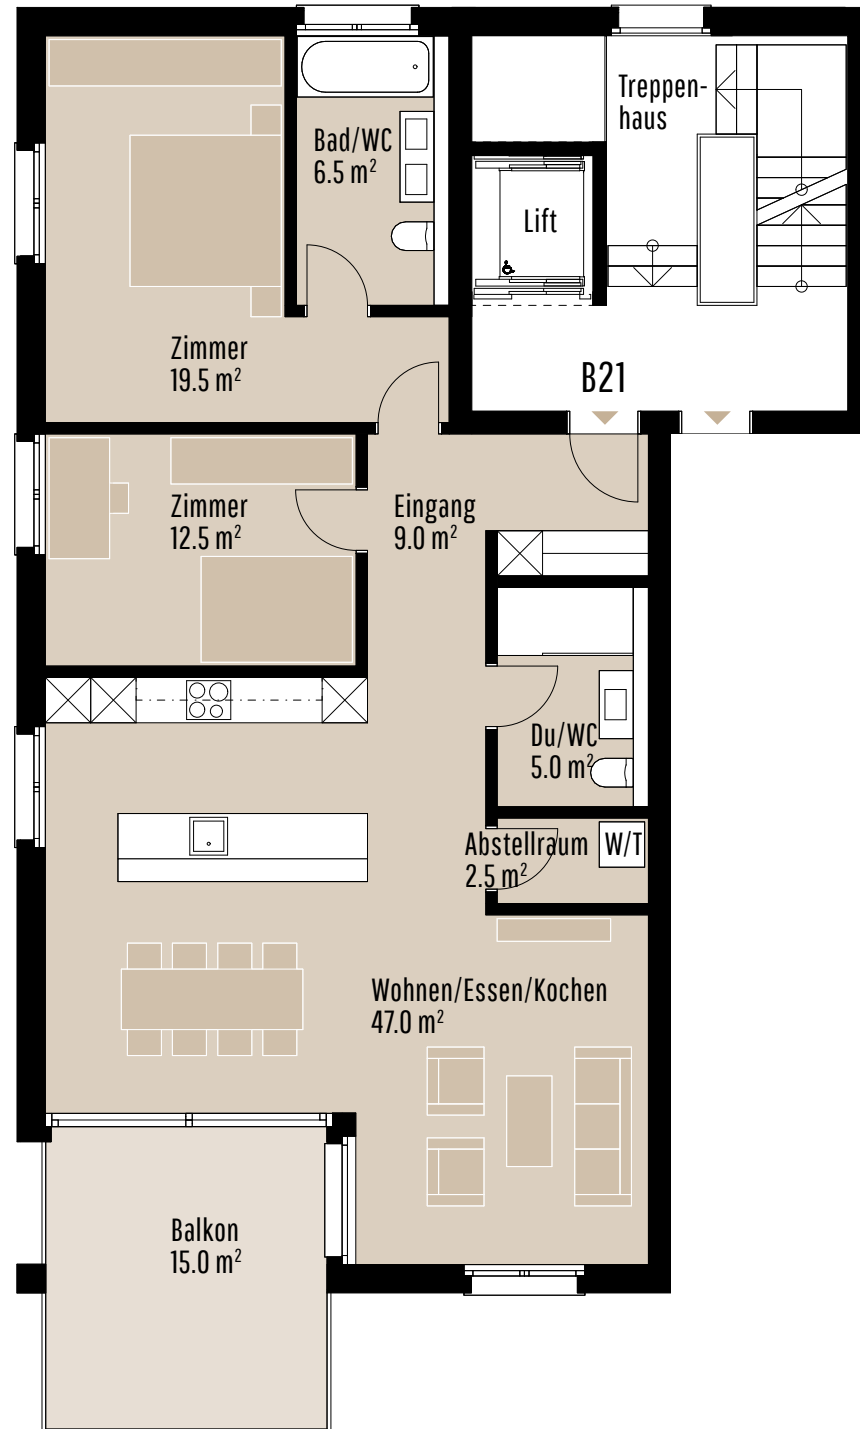 Treppen-
haus
Bad/WC
6.5 m²
Lift
Zimmer
19.5 m²
B21
Zimmer
12.5 m²
Eingang
9.0 m²
Du/WC
5.0 m²
Abstellraum
2.5 m²
W/T
Wohnen/Essen/Kochen
47.0 m²
Balkon
15.0 m²